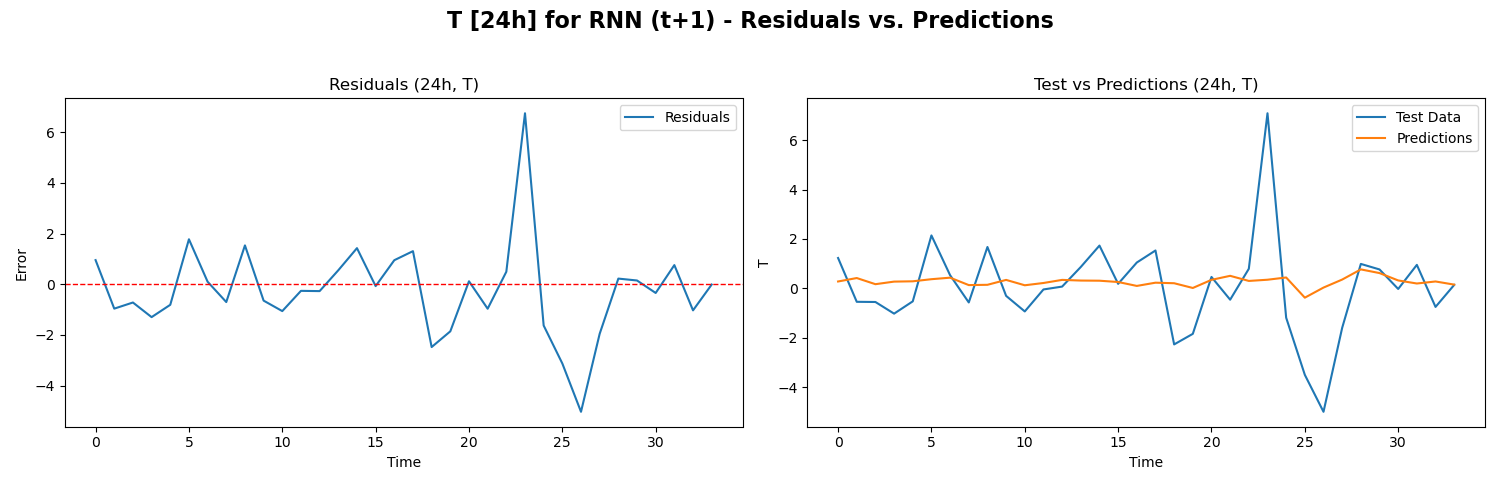 T [24h] for RNN (t+1) - Residuals vs. Predictions
Residuals (24h, T)
Residuals
Error
6
4
2
0
−2
−4
0 5 10 15 20 25 30
Time
Test vs Predictions (24h, T)
Test Data
Predictions
T
6
4
2
0
−2
−4
0 5 10 15 20 25 30
Time